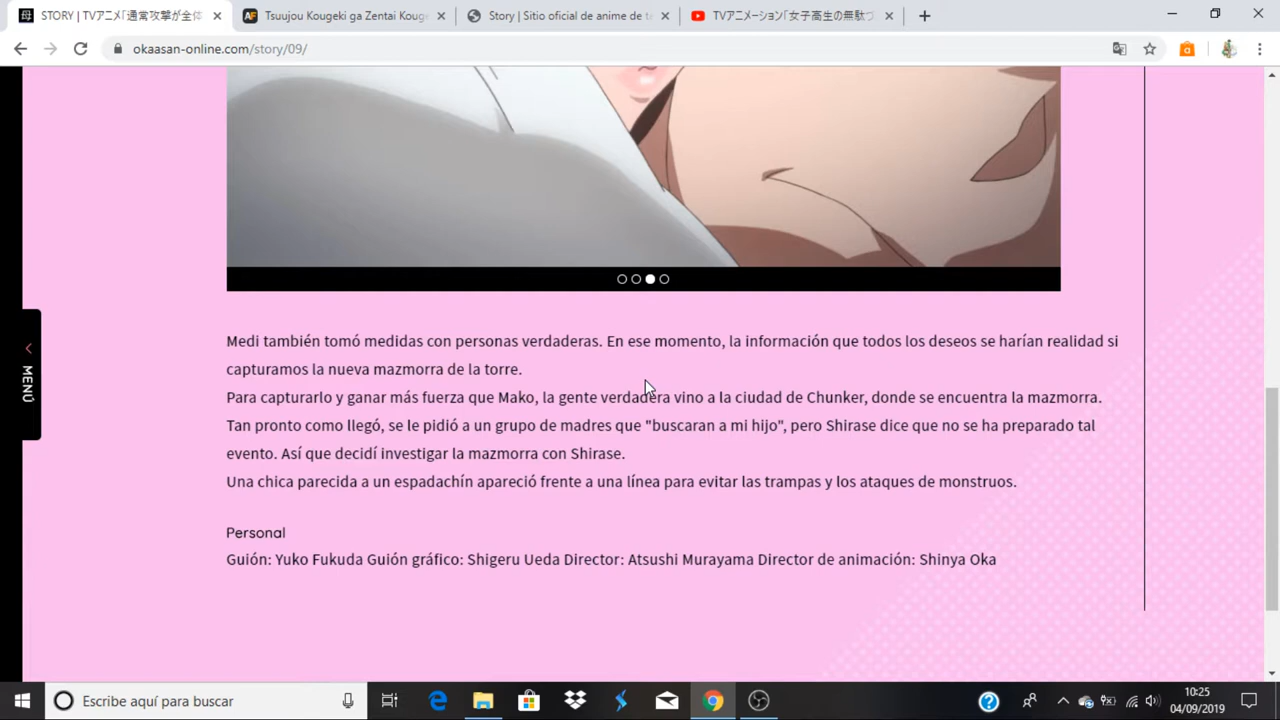 STORY | TVアニメ「通常攻撃が全体
Tsuujou Kougeki ga Zentai Kouge
Story | Sitio oficial de anime de te
TVアニメーション「女子高生の無駄づ
okaasan-online.com/story/09/
MENÚ
Medi también tomó medidas con personas verdaderas. En ese momento, la información que todos los deseos se harían realidad si
capturamos la nueva mazmorra de la torre.
Para capturarlo y ganar más fuerza que Mako, la gente verdadera vino a la ciudad de Chunker, donde se encuentra la mazmorra.
Tan pronto como llegó, se le pidió a un grupo de madres que "buscaran a mi hijo", pero Shirase dice que no se ha preparado tal
evento. Así que decidí investigar la mazmorra con Shirase.
Una chica parecida a un espadachín apareció frente a una línea para evitar las trampas y los ataques de monstruos.
Personal
Guión: Yuko Fukuda Guión gráfico: Shigeru Ueda Director: Atsushi Murayama Director de animación: Shinya Oka
Escribe aquí para buscar
10:25
04/09/2019